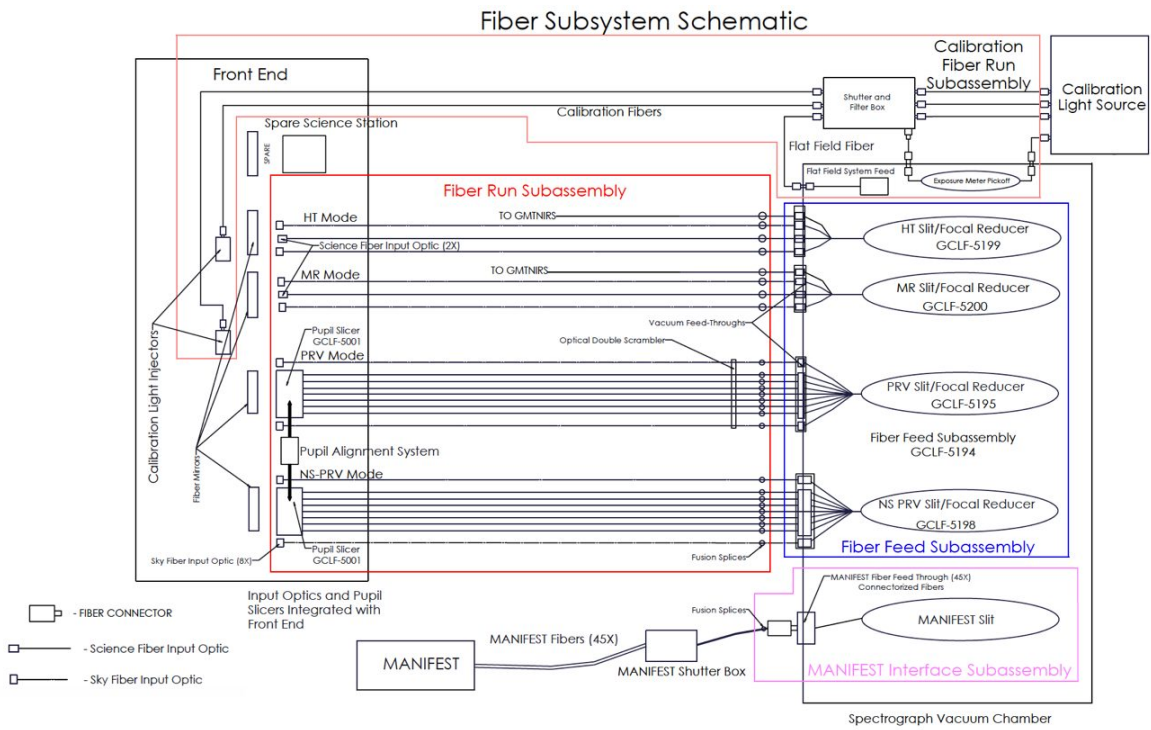 Fiber Subsystem Schematic
Front End
Calibration
Fiber Run
Subassembly
Calibration
Light Source
Shutter and
Filter Box
Calibration Fibers
Spare Science Station
SPARE
Flat Field Fiber
Flat Field System Feed
Exposure Meter Pickoff
Fiber Run Subassembly
HT Mode
TO GMTNIRS
Science Fiber Input Optic (2X)
HT Slit/Focal Reducer
GCLF-5199
MR Mode
TO GMTNIRS
MR Slit/Focal Reducer
GCLF-5200
Vacuum Feed-Throughs
Optical Double Scrambler
Pupil Slicer
GCLF-5001
PRV Mode
PRV Slit/Focal Reducer
GCLF-5195
Fiber Feed Subassembly
GCLF-5194
Calibration Light Injectors
Fiber Mirrors
Pupil Alignment System
NS-PRV Mode
NS PRV Slit/Focal Reducer
GCLF-5198
Pupil Slicer
GCLF-5001
Sky Fiber Input Optic (8X)
Fusion Splices
Fiber Feed Subassembly
Input Optics and Pupil
Slicers Integrated with
Front End
MANIFEST Fiber Feed Through (45X)
Connectorized Fibers
Fusion Splices
MANIFEST Slit
MANIFEST Fibers (45X)
MANIFEST
MANIFEST Shutter Box
MANIFEST Interface Subassembly
- FIBER CONNECTOR
- Science Fiber Input Optic
- Sky Fiber Input Optic
Spectrograph Vacuum Chamber